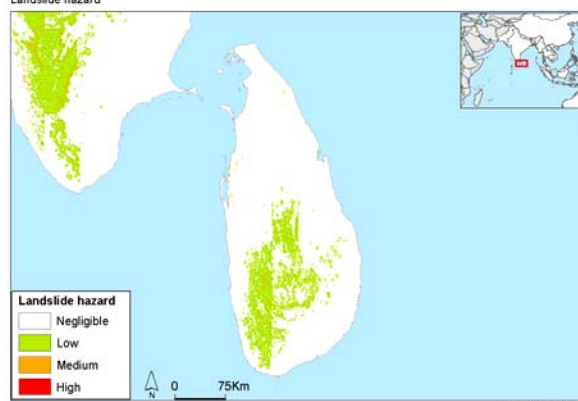 Landslide hazard
Landslide hazard
Negligible
Low
Medium
High
N
0 75Km